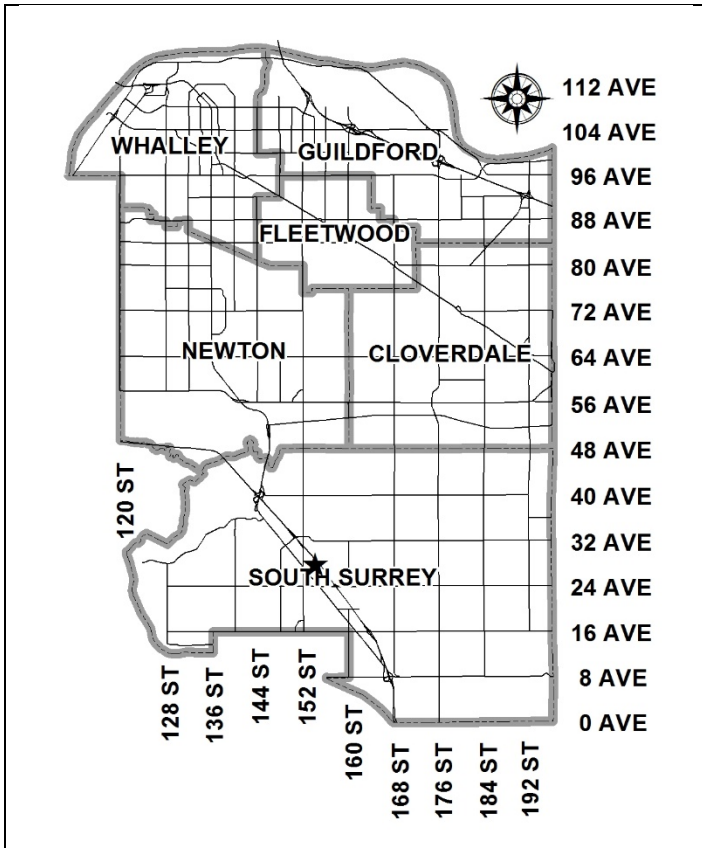 112 AVE
104 AVE
WHALLEY
GUILDFORD
96 AVE
88 AVE
FLEETWOOD
80 AVE
72 AVE
NEWTON
CLOVERDALE
64 AVE
56 AVE
48 AVE
120 ST
40 AVE
32 AVE
SOUTH SURREY
24 AVE
16 AVE
8 AVE
0 AVE
128 ST
136 ST
144 ST
152 ST
160 ST
168 ST
176 ST
184 ST
192 ST